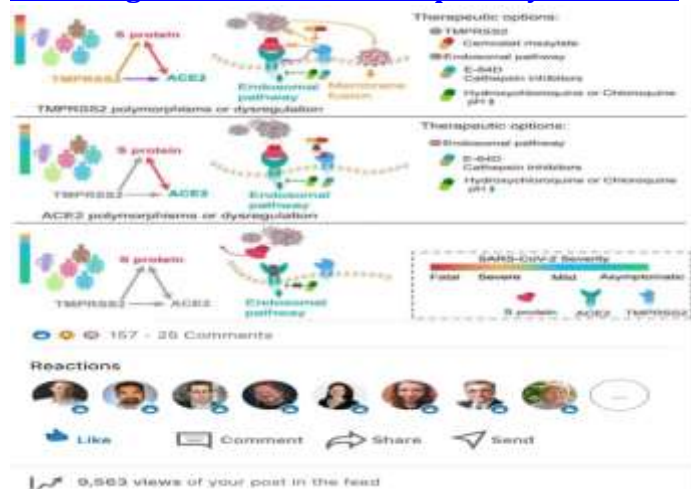 Therapeutic options:
TMPRSS2
Camostat mesylate
Endosomal pathway
E-64D
Cathepsin inhibitors
Hydroxychloroquine or Chloroquine
pH
S protein
TMPRSS2
ACE2
Endosomal
pathway
Membrane
fusion
TMPRSS2 polymorphisms or dysregulation
Therapeutic options:
Endosomal pathway
E-64D
Cathepsin inhibitors
Hydroxychloroquine or Chloroquine
pH
S protein
TMPRSS2
ACE2
Endosomal
pathway
ACE2 polymorphisms or dysregulation
S protein
TMPRSS2
ACE2
Endosomal
pathway
SARS-CoV-2 Severity
Fatal Severe Mild Asymptomatic
S protein ACE2 TMPRSS2
Comments
Reactions
Like Comment Share Send
9,563 views of your post in the feed